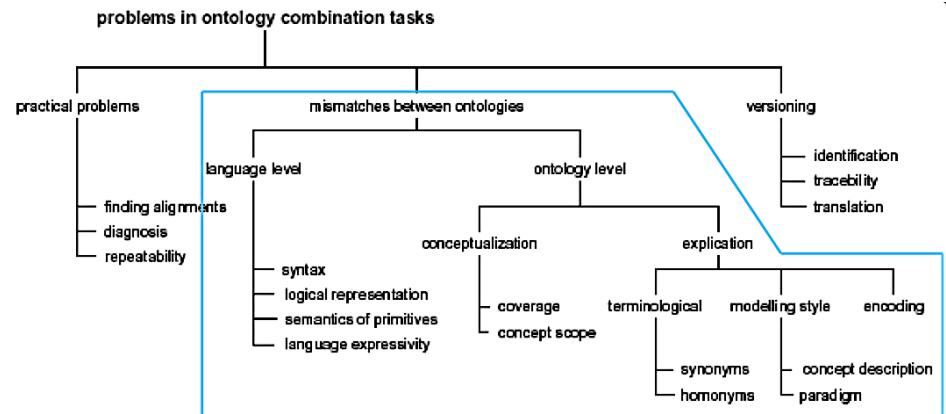 problems in ontology combination tasks
practical problems
mismatches between ontologies
versioning
language level
ontology level
identification
tracebility
translation
finding alignments
diagnosis
repeatability
conceptualization
explication
syntax
logical representation
semantics of primitives
language expressivity
coverage
concept scope
terminological
modelling style
encoding
synonyms
homonyms
concept description
paradigm